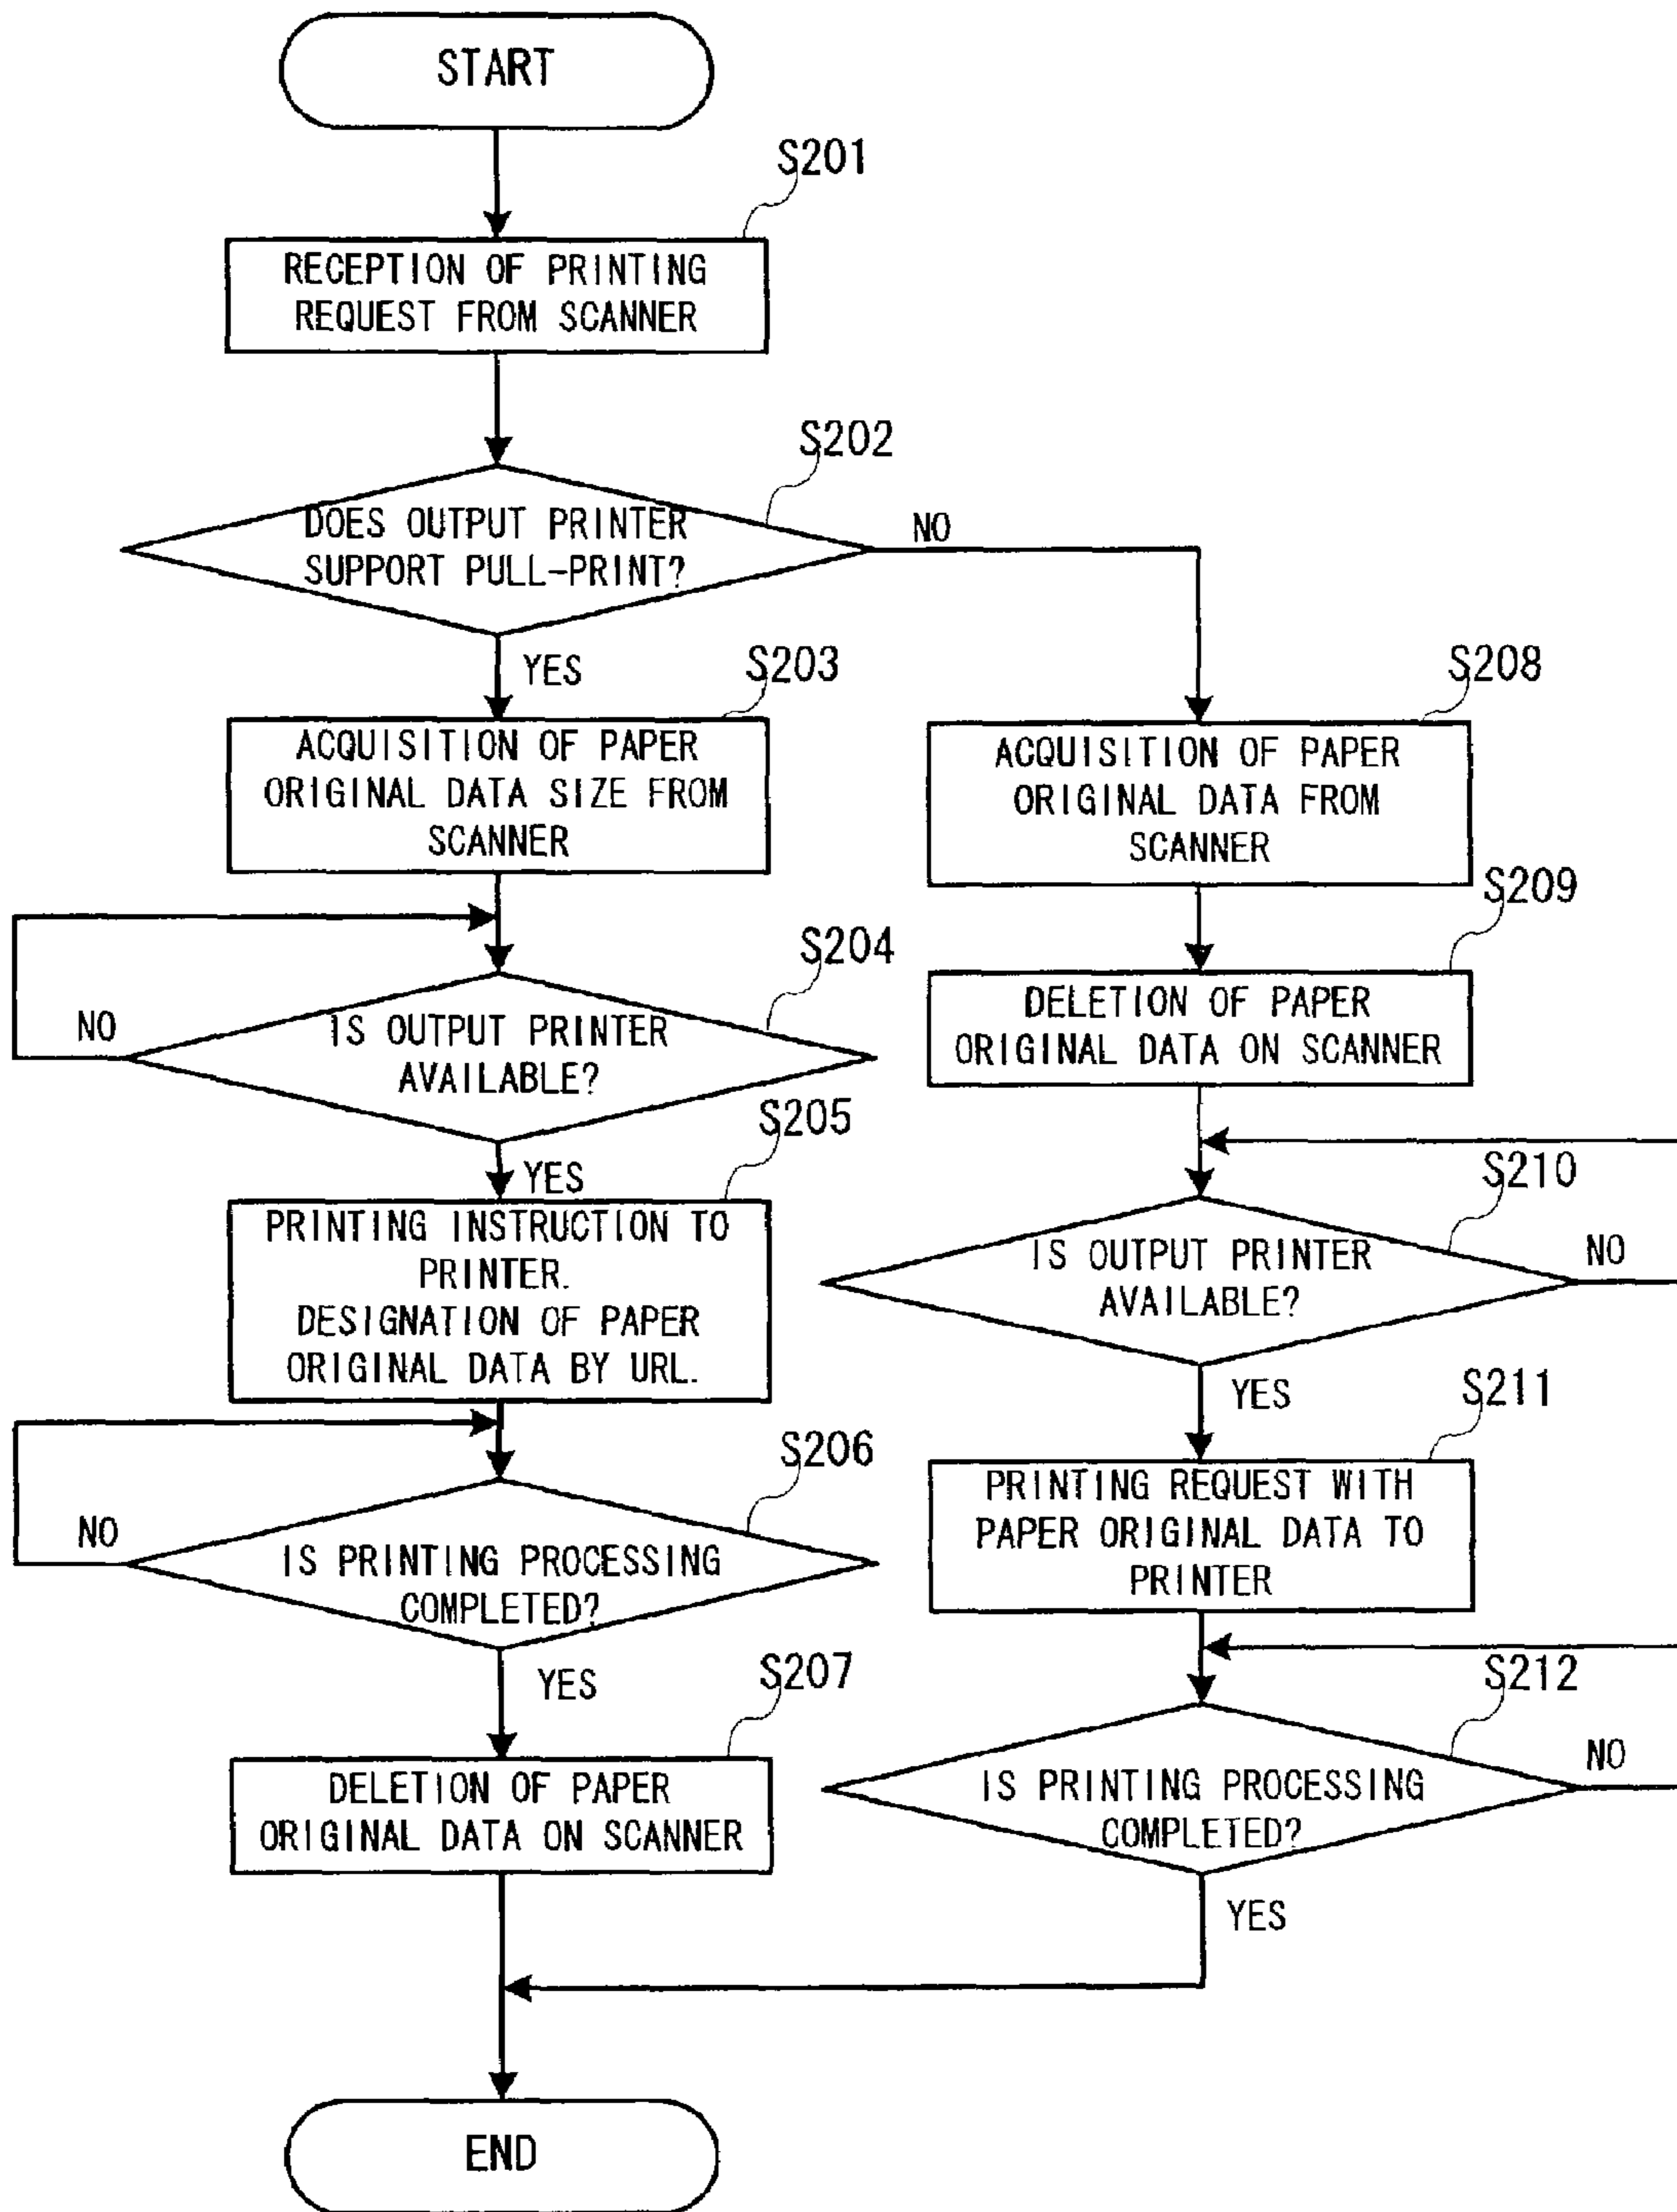 START
S201
RECEPTION OF PRINTING
REQUEST FROM SCANNER
S202
DOES OUTPUT PRINTER
SUPPORT PULL-PRINT?
NO
YES
S203
ACQUISITION OF PAPER
ORIGINAL DATA SIZE FROM
SCANNER
S204
IS OUTPUT PRINTER
AVAILABLE?
NO
YES
S205
PRINTING INSTRUCTION TO
PRINTER.
DESIGNATION OF PAPER
ORIGINAL DATA BY URL.
S206
IS PRINTING PROCESSING
COMPLETED?
NO
YES
S207
DELETION OF PAPER
ORIGINAL DATA ON SCANNER
S208
ACQUISITION OF PAPER
ORIGINAL DATA FROM
SCANNER
S209
DELETION OF PAPER
ORIGINAL DATA ON SCANNER
S210
IS OUTPUT PRINTER
AVAILABLE?
NO
YES
S211
PRINTING REQUEST WITH
PAPER ORIGINAL DATA TO
PRINTER
S212
IS PRINTING PROCESSING
COMPLETED?
NO
YES
END